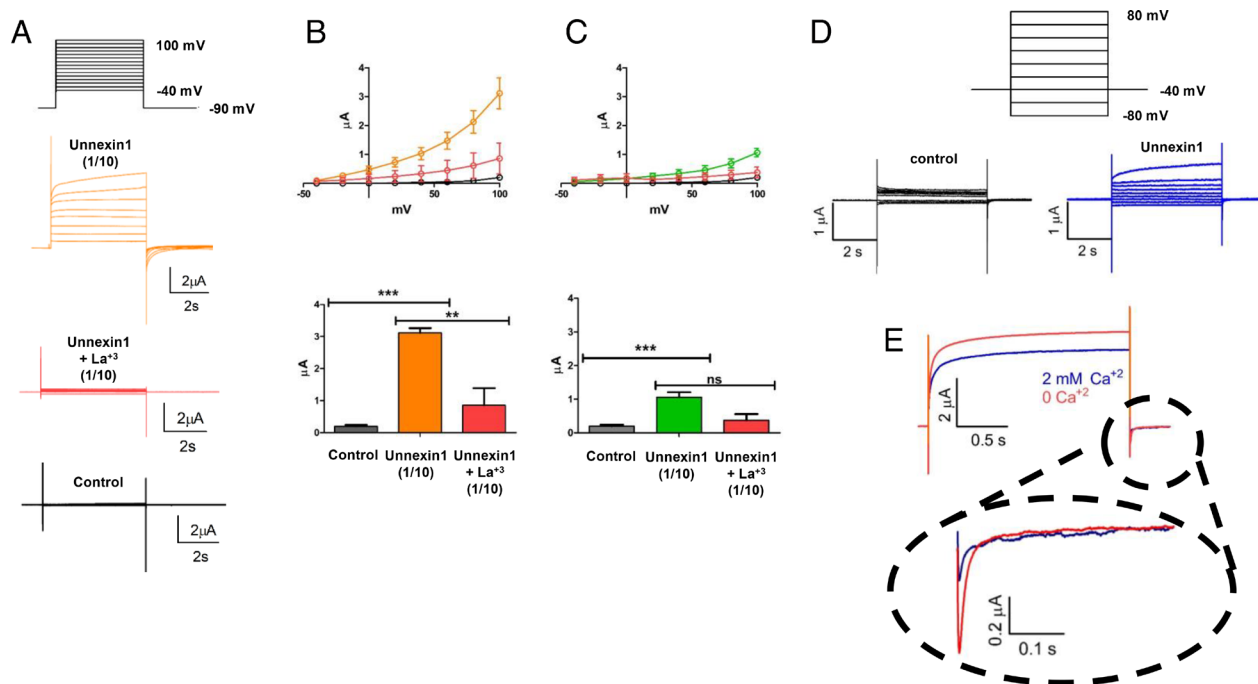 A
100 mV
-40 mV
-90 mV
Unnexin1
(1/10)
2µA
2s
Unnexin1
+ La+3
(1/10)
2µA
2s
Control
2µA
2s
B
µA
4
3
2
1
-50
50
100
mV
***
**
µA
4
3
2
1
0
Control
Unnexin1
(1/10)
Unnexin1
+ La+3
(1/10)
C
µA
4
3
2
1
-50
50
100
mV
***
ns
µA
4
3
2
1
0
Control
Unnexin1
(1/10)
Unnexin1
+ La+3
(1/10)
D
80 mV
-40 mV
-80 mV
control
1 µA
2 s
Unnexin1
1 µA
2 s
E
2 mM Ca+2
0 Ca+2
2 µA
0.5 s
0.2 µA
0.1 s